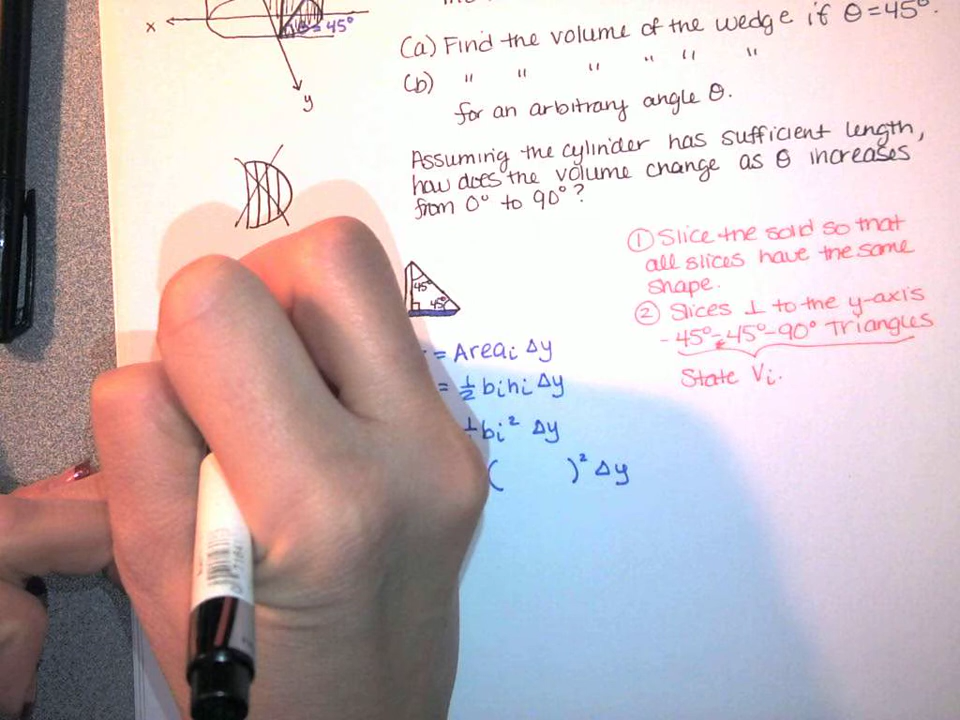 x
θ = 45°
y
(a) Find the volume of the wedge if θ = 45°.
(b) " " " " " "
for an arbitrary angle θ.
Assuming the cylinder has sufficient length,
how does the volume change as θ increases
from 0° to 90°?
① Slice the solid so that
all slices have the same
shape.
② Slices ⊥ to the y-axis
- 45°-45°-90° Triangles
State Vi.
45°
45°
= Areai Δy
= 1/2 bihi Δy
bi² Δy
( )² Δy